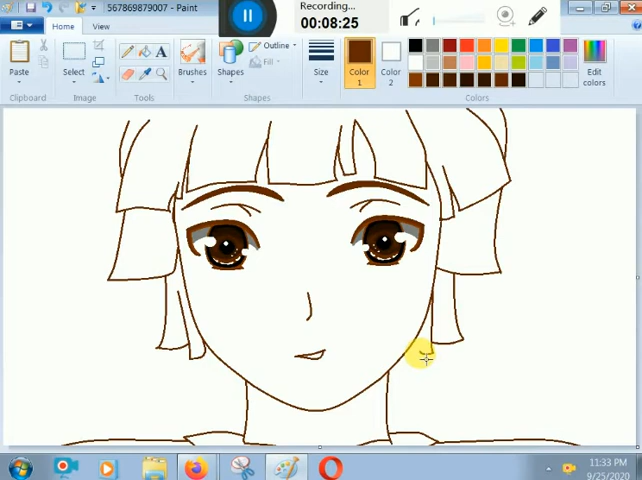 567869879007 - Paint
Recording...
00:08:25
Home
View
Paste
Select
Brushes
Shapes
Outline
Fill
Size
Color
1
Color
2
Edit
colors
Clipboard
Image
Tools
Shapes
Colors
11:33 PM
9/25/2020